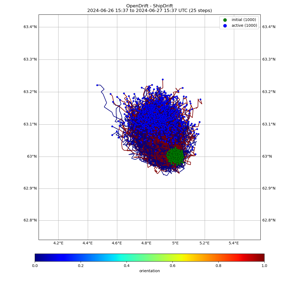 OpenDrift - ShipDrift
2024-06-26 15:37 to 2024-06-27 15:37 UTC (25 steps)
initial (1000)
active (1000)
63.4°N 63.4°N
63.3°N 63.3°N
63.2°N 63.2°N
63.1°N 63.1°N
63°N 63°N
62.9°N 62.9°N
62.8°N 62.8°N
4.2°E 4.4°E 4.6°E 4.8°E 5°E 5.2°E 5.4°E
0.0 0.2 0.4 0.6 0.8 1.0
orientation